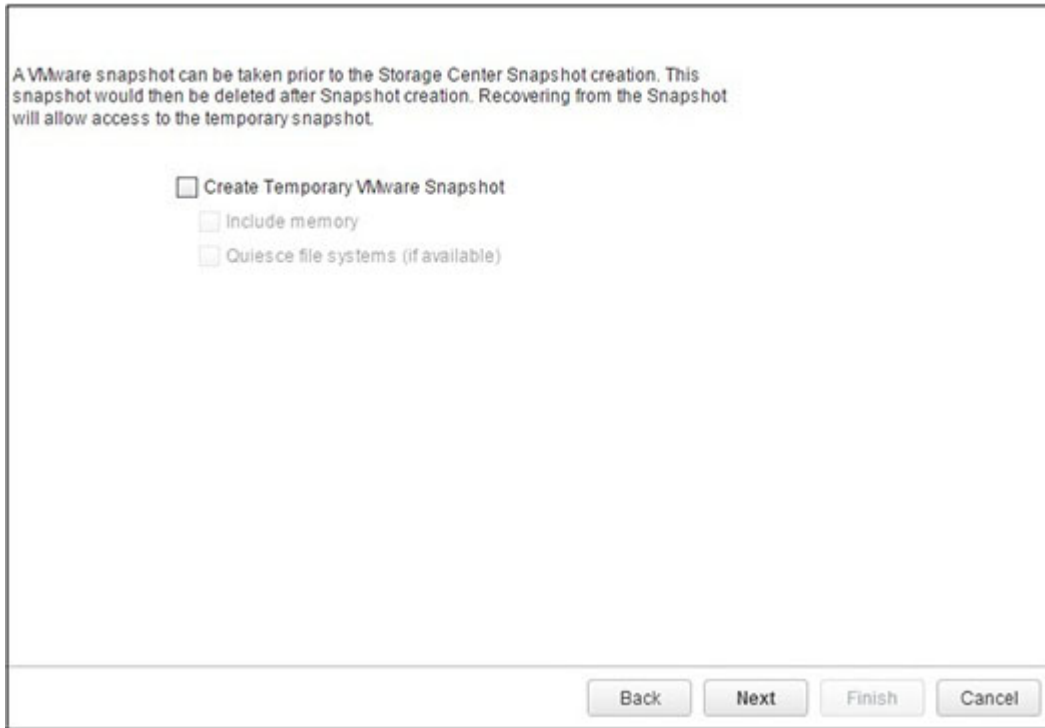 A VMware snapshot can be taken prior to the Storage Center Snapshot creation. This
snapshot would then be deleted after Snapshot creation. Recovering from the Snapshot
will allow access to the temporary snapshot.
Create Temporary VMware Snapshot
Include memory
Quiesce file systems (if available)
Back Next Finish Cancel